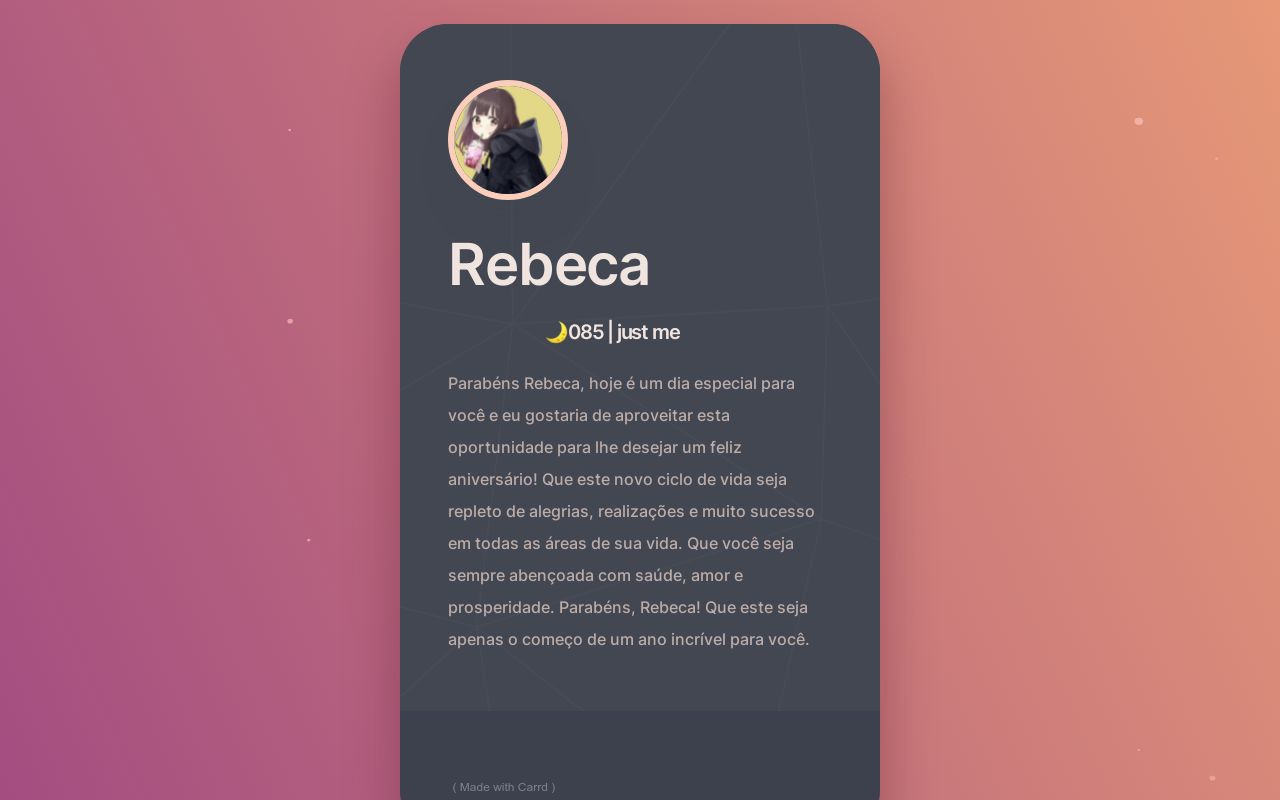 Rebeca
🌙085 | just me
Parabéns Rebeca, hoje é um dia especial para
você e eu gostaria de aproveitar esta
oportunidade para lhe desejar um feliz
aniversário! Que este novo ciclo de vida seja
repleto de alegrias, realizações e muito sucesso
em todas as áreas de sua vida. Que você seja
sempre abençoada com saúde, amor e
prosperidade. Parabéns, Rebeca! Que este seja
apenas o começo de um ano incrível para você.
( Made with Carrd )